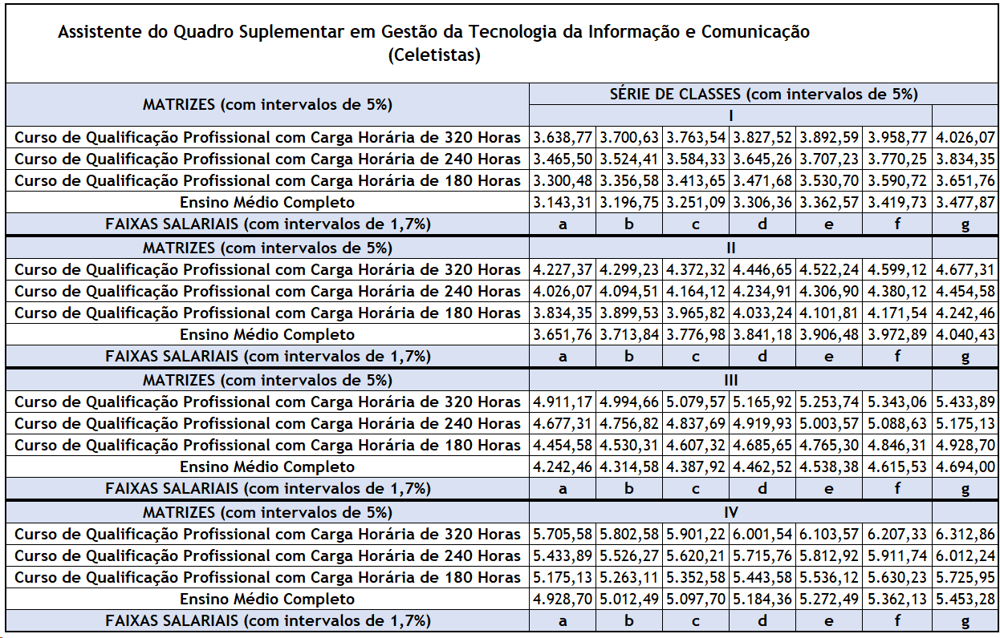 Assistente do Quadro Suplementar em Gestão da Tecnologia da Informação e Comunicação
(Celetistas)
MATRIZES (com intervalos de 5%) SÉRIE DE CLASSES (com intervalos de 5%)
I
Curso de Qualificação Profissional com Carga Horária de 320 Horas 3.638,77 3.700,63 3.763,54 3.827,52 3.892,59 3.958,77 4.026,07
Curso de Qualificação Profissional com Carga Horária de 240 Horas 3.465,50 3.524,41 3.584,33 3.645,26 3.707,23 3.770,25 3.834,35
Curso de Qualificação Profissional com Carga Horária de 180 Horas 3.300,48 3.356,58 3.413,65 3.471,68 3.530,70 3.590,72 3.651,76
Ensino Médio Completo 3.143,31 3.196,75 3.251,09 3.306,36 3.362,57 3.419,73 3.477,87
FAIXAS SALARIAIS (com intervalos de 1,7%) a b c d e f g
MATRIZES (com intervalos de 5%) II
Curso de Qualificação Profissional com Carga Horária de 320 Horas 4.227,37 4.299,23 4.372,32 4.446,65 4.522,24 4.599,12 4.677,31
Curso de Qualificação Profissional com Carga Horária de 240 Horas 4.026,07 4.094,51 4.164,12 4.234,91 4.306,90 4.380,12 4.454,58
Curso de Qualificação Profissional com Carga Horária de 180 Horas 3.834,35 3.899,53 3.965,82 4.033,24 4.101,81 4.171,54 4.242,46
Ensino Médio Completo 3.651,76 3.713,84 3.776,98 3.841,18 3.906,48 3.972,89 4.040,43
FAIXAS SALARIAIS (com intervalos de 1,7%) a b c d e f g
MATRIZES (com intervalos de 5%) III
Curso de Qualificação Profissional com Carga Horária de 320 Horas 4.911,17 4.994,66 5.079,57 5.165,92 5.253,74 5.343,06 5.433,89
Curso de Qualificação Profissional com Carga Horária de 240 Horas 4.677,31 4.756,82 4.837,69 4.919,93 5.003,57 5.088,63 5.175,13
Curso de Qualificação Profissional com Carga Horária de 180 Horas 4.454,58 4.530,31 4.607,32 4.685,65 4.765,30 4.846,31 4.928,70
Ensino Médio Completo 4.242,46 4.314,58 4.387,92 4.462,52 4.538,38 4.615,53 4.694,00
FAIXAS SALARIAIS (com intervalos de 1,7%) a b c d e f g
MATRIZES (com intervalos de 5%) IV
Curso de Qualificação Profissional com Carga Horária de 320 Horas 5.705,58 5.802,58 5.901,22 6.001,54 6.103,57 6.207,33 6.312,86
Curso de Qualificação Profissional com Carga Horária de 240 Horas 5.433,89 5.526,27 5.620,21 5.715,76 5.812,92 5.911,74 6.012,24
Curso de Qualificação Profissional com Carga Horária de 180 Horas 5.175,13 5.263,11 5.352,58 5.443,58 5.536,12 5.630,23 5.725,95
Ensino Médio Completo 4.928,70 5.012,49 5.097,70 5.184,36 5.272,49 5.362,13 5.453,28
FAIXAS SALARIAIS (com intervalos de 1,7%) a b c d e f g